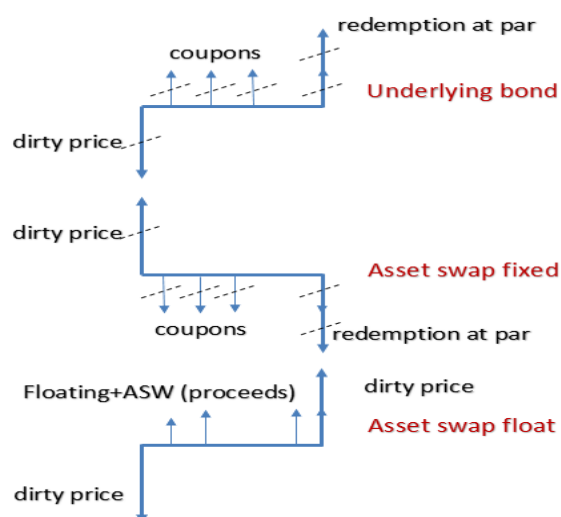 redemption at par
coupons
Underlying bond
dirty price
dirty price
Asset swap fixed
coupons
redemption at par
dirty price
Floating+ASW (proceeds)
Asset swap float
dirty price